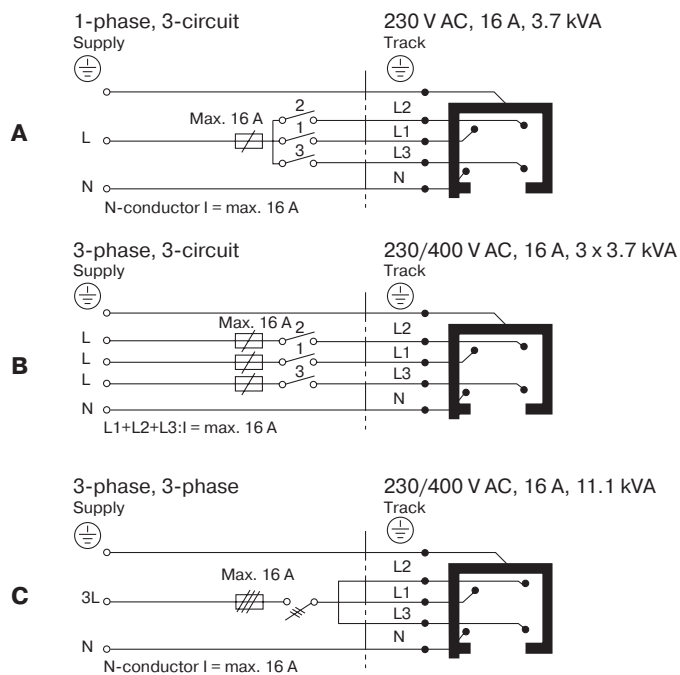 1-phase, 3-circuit
230 V AC, 16 A, 3.7 kVA
Supply
Track
A
Max. 16 A
2
L2
L
1
L1
3
L3
N
N
N-conductor I = max. 16 A
3-phase, 3-circuit
230/400 V AC, 16 A, 3 x 3.7 kVA
Supply
Track
B
Max. 16 A
L
2
L2
L
1
L1
L
3
L3
N
N
L1+L2+L3:I = max. 16 A
3-phase, 3-phase
230/400 V AC, 16 A, 11.1 kVA
Supply
Track
C
Max. 16 A
L2
3L
L1
L3
N
N
N-conductor I = max. 16 A